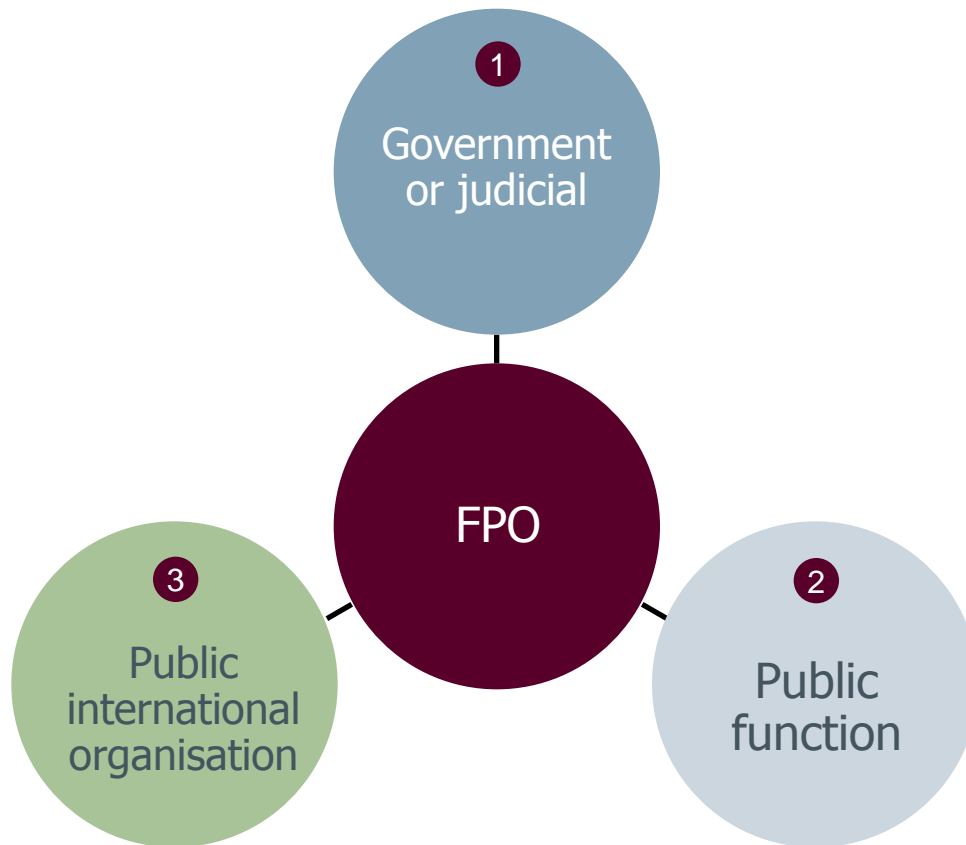 1
Government
or judicial
FPO
2
Public
function
3
Public
international
organisation